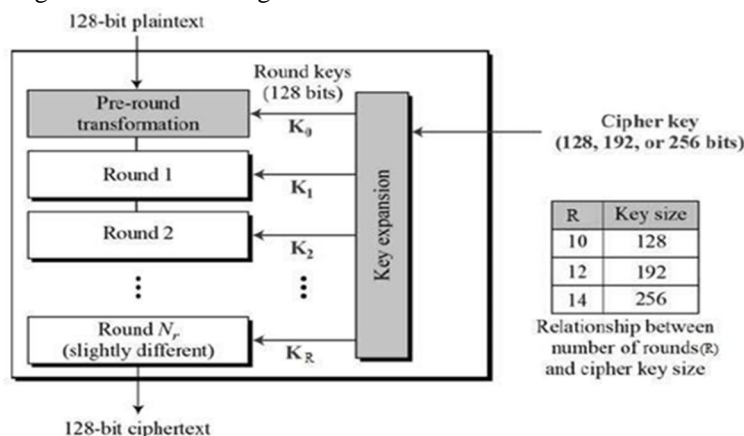 128-bit plaintext
Round keys
(128 bits)
Pre-round
transformation
K0
Cipher key
(128, 192, or 256 bits)
Round 1
K1
Round 2
K2
Key expansion
Round Nr
(slightly different)
KR
128-bit ciphertext
R Key size
10 128
12 192
14 256
Relationship between
number of rounds(R)
and cipher key size